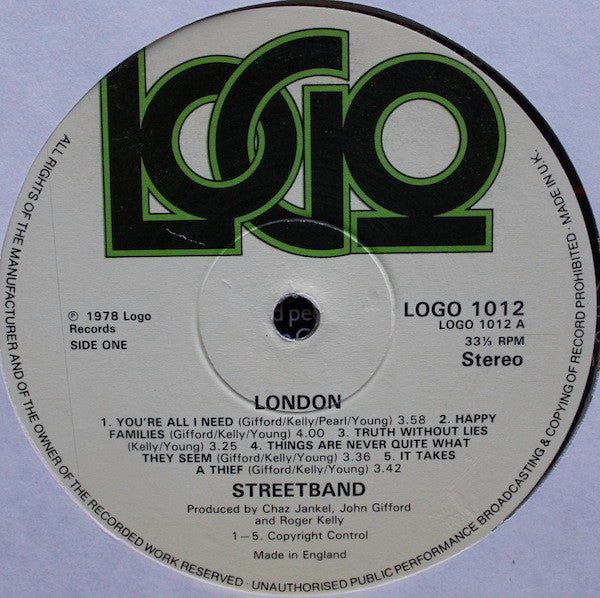 LOGO
ALL RIGHTS OF THE MANUFACTURER AND OF THE OWNER OF THE RECORDED WORK RESERVED · UNAUTHORISED PUBLIC PERFORMANCE BROADCASTING & COPYING OF RECORD PROHIBITED · MADE IN U.K.
℗ 1978 Logo
Records
SIDE ONE
LOGO 1012
LOGO 1012 A
33⅓ RPM
Stereo
LONDON
1. YOU'RE ALL I NEED (Gifford/Kelly/Pearl/Young) 3.58 2. HAPPY
FAMILIES (Gifford/Kelly/Young) 4.00 3. TRUTH WITHOUT LIES
(Kelly/Young) 3.25 4. THINGS ARE NEVER QUITE WHAT
THEY SEEM (Gifford/Kelly/Young) 3.36 5. IT TAKES
A THIEF (Gifford/Kelly/Young) 3.42
STREETBAND
Produced by Chaz Jankel, John Gifford
and Roger Kelly
1—5. Copyright Control
Made in England